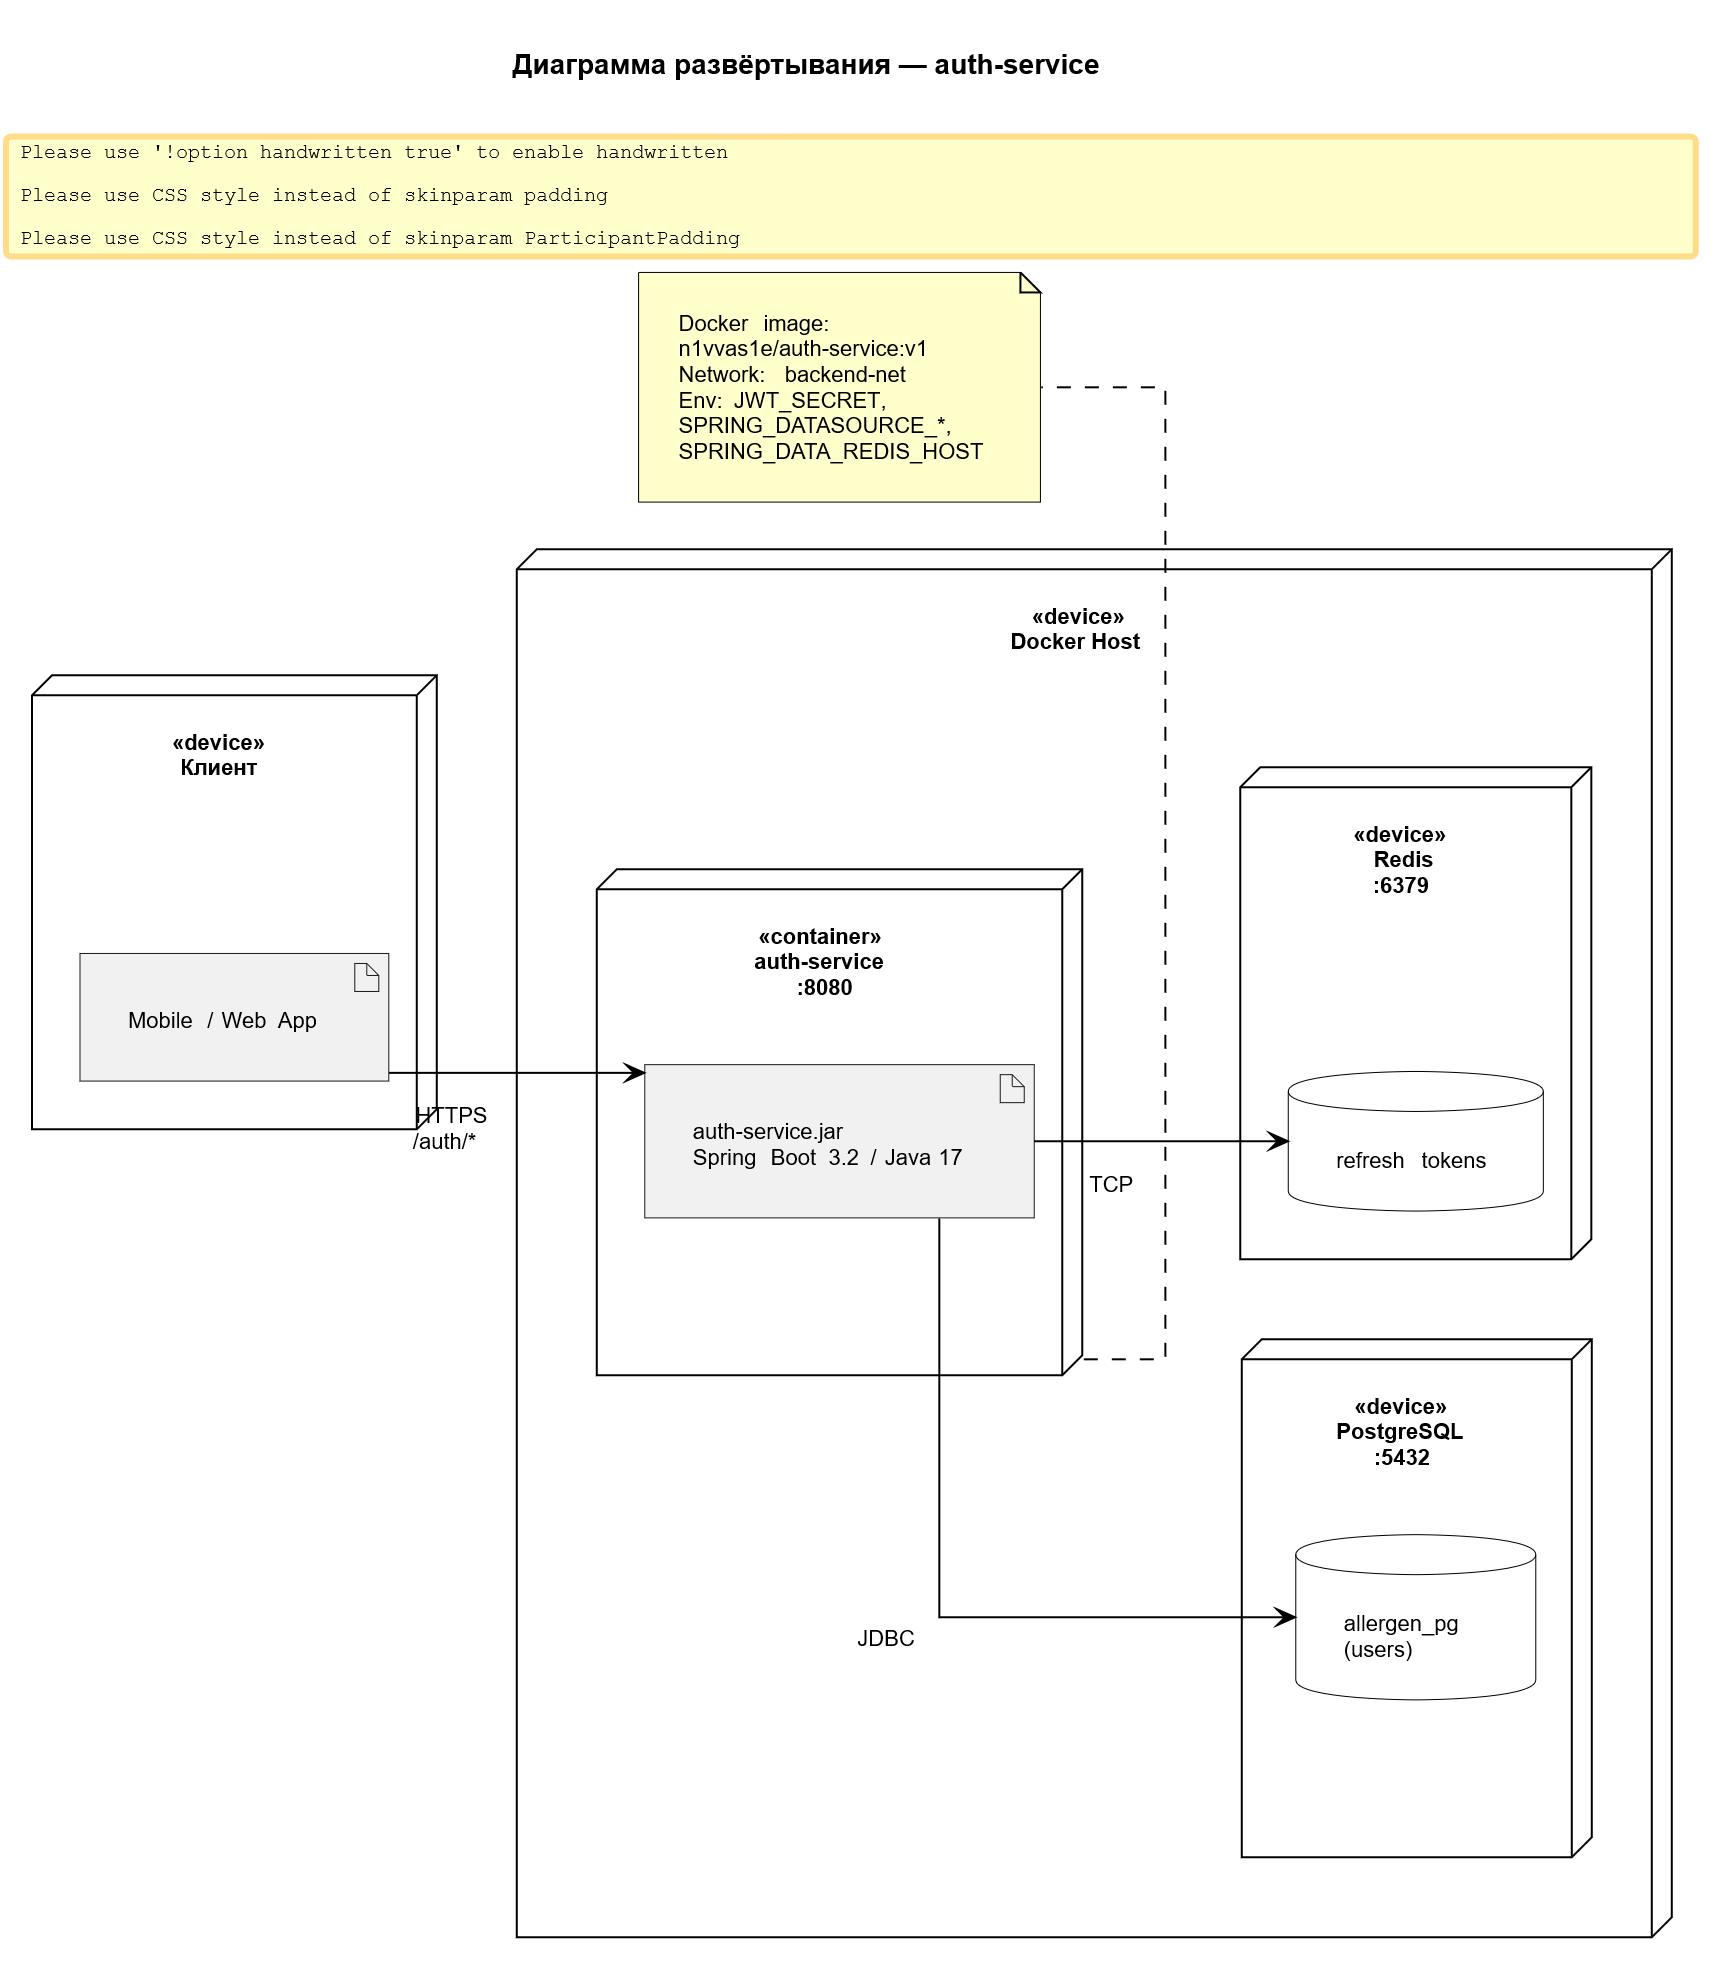 Диаграмма развёртывания — auth-service
Please use '!option handwritten true' to enable handwritten
Please use CSS style instead of skinparam padding
Please use CSS style instead of skinparam ParticipantPadding
Docker image:
n1vvas1e/auth-service:v1
Network: backend-net
Env: JWT_SECRET,
SPRING_DATASOURCE_*,
SPRING_DATA_REDIS_HOST
«device»
Docker Host
«device»
Клиент
Mobile / Web App
HTTPS
/auth/*
«container»
auth-service
:8080
auth-service.jar
Spring Boot 3.2 / Java 17
TCP
«device»
Redis
:6379
refresh tokens
JDBC
«device»
PostgreSQL
:5432
allergen_pg
(users)